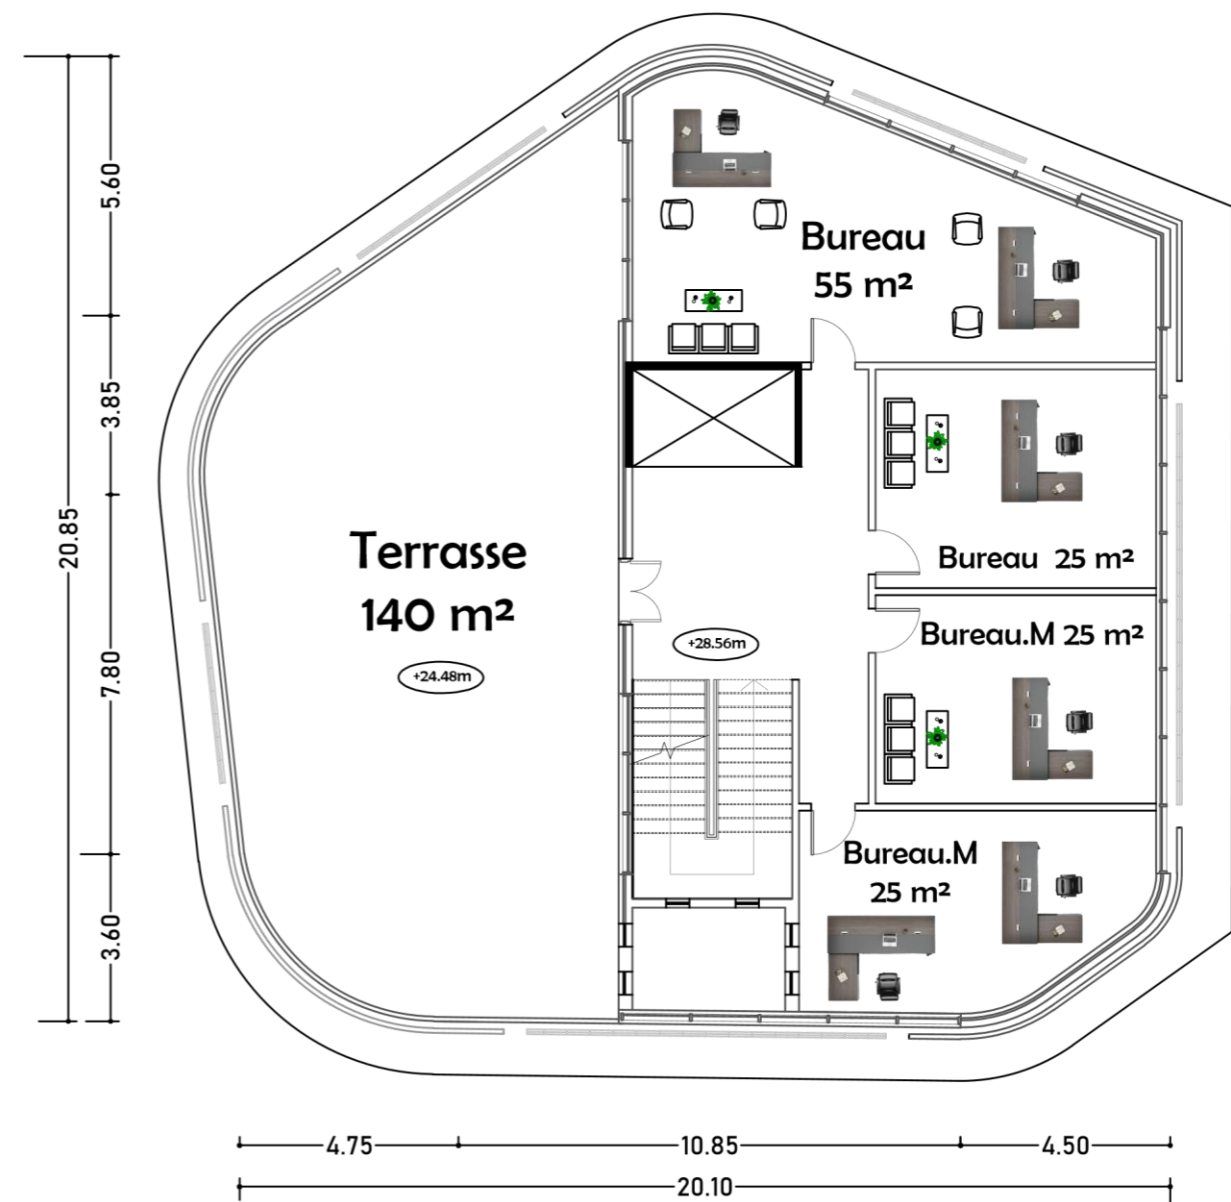 5.60
Bureau
55 m²
3.85
20.85
Terrasse
140 m²
Bureau 25 m²
Bureau.M 25 m²
+28.56m
+24.48m
7.80
Bureau.M
25 m²
3.60
4.75
10.85
4.50
20.10